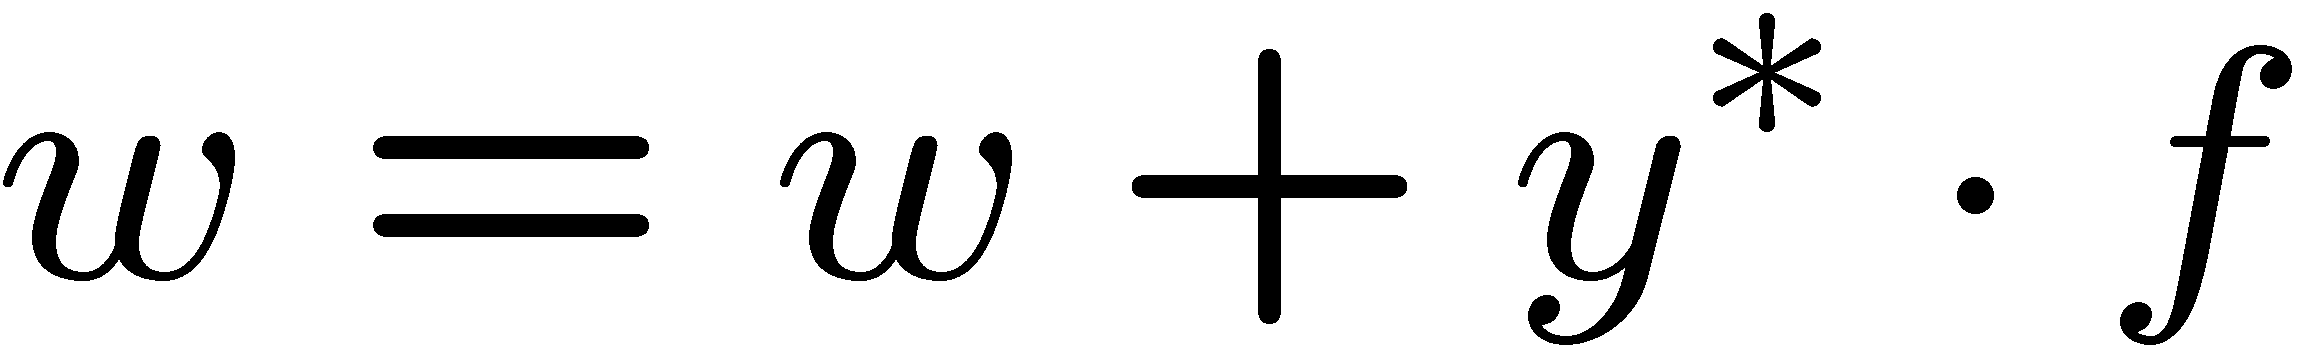 w = w + y* · f